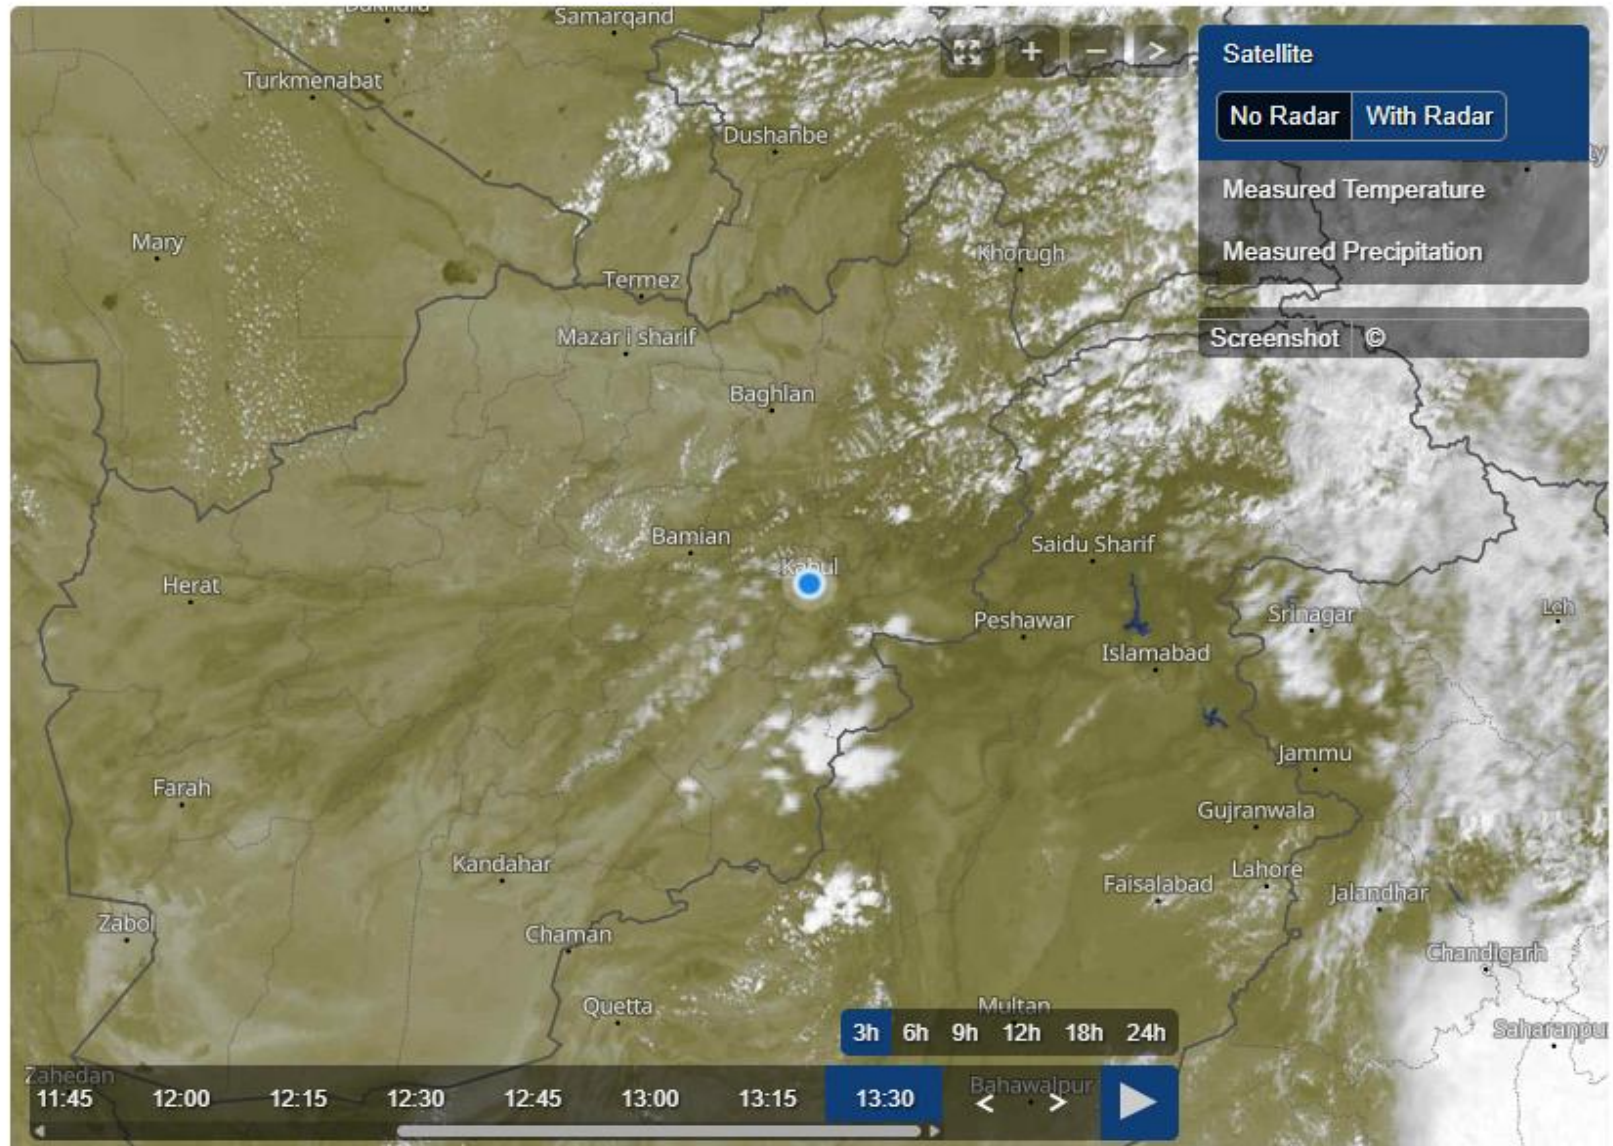 Samarqand
Satellite
Turkmenabat
No Radar
With Radar
Dushanbe
Measured Temperature
Mary
Khorugh
Measured Precipitation
Termez
Mazar i sharif
Screenshot
©
Baghlan
Bamian
Saidu Sharif
Kabul
Herat
Peshawar
Srinagar
Leh
Islamabad
Jammu
Farah
Gujranwala
Kandahar
Faisalabad
Lahore
Jalandhar
Zabol
Chaman
Chandigarh
Quetta
Multan
3h 6h 9h 12h 18h 24h
Zahedan
Bahawalpur
11:45 12:00 12:15 12:30 12:45 13:00 13:15 13:30 < >